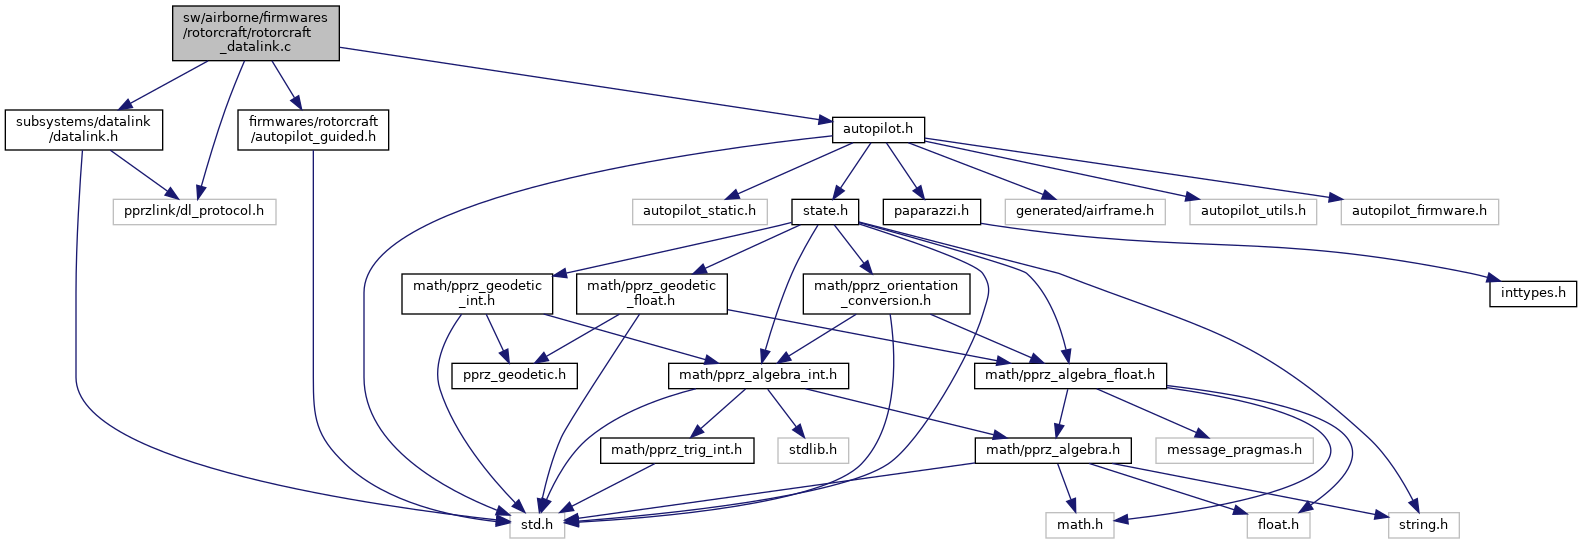 sw/airborne/firmwares
/rotorcraft/rotorcraft
_datalink.c
subsystems/datalink
/datalink.h
firmwares/rotorcraft
/autopilot_guided.h
autopilot.h
pprzlink/dl_protocol.h
autopilot_static.h
state.h
paparazzi.h
generated/airframe.h
autopilot_utils.h
autopilot_firmware.h
math/pprz_geodetic
_int.h
math/pprz_geodetic
_float.h
math/pprz_orientation
_conversion.h
inttypes.h
pprz_geodetic.h
math/pprz_algebra_int.h
math/pprz_algebra_float.h
math/pprz_trig_int.h
stdlib.h
math/pprz_algebra.h
message_pragmas.h
std.h
math.h
float.h
string.h